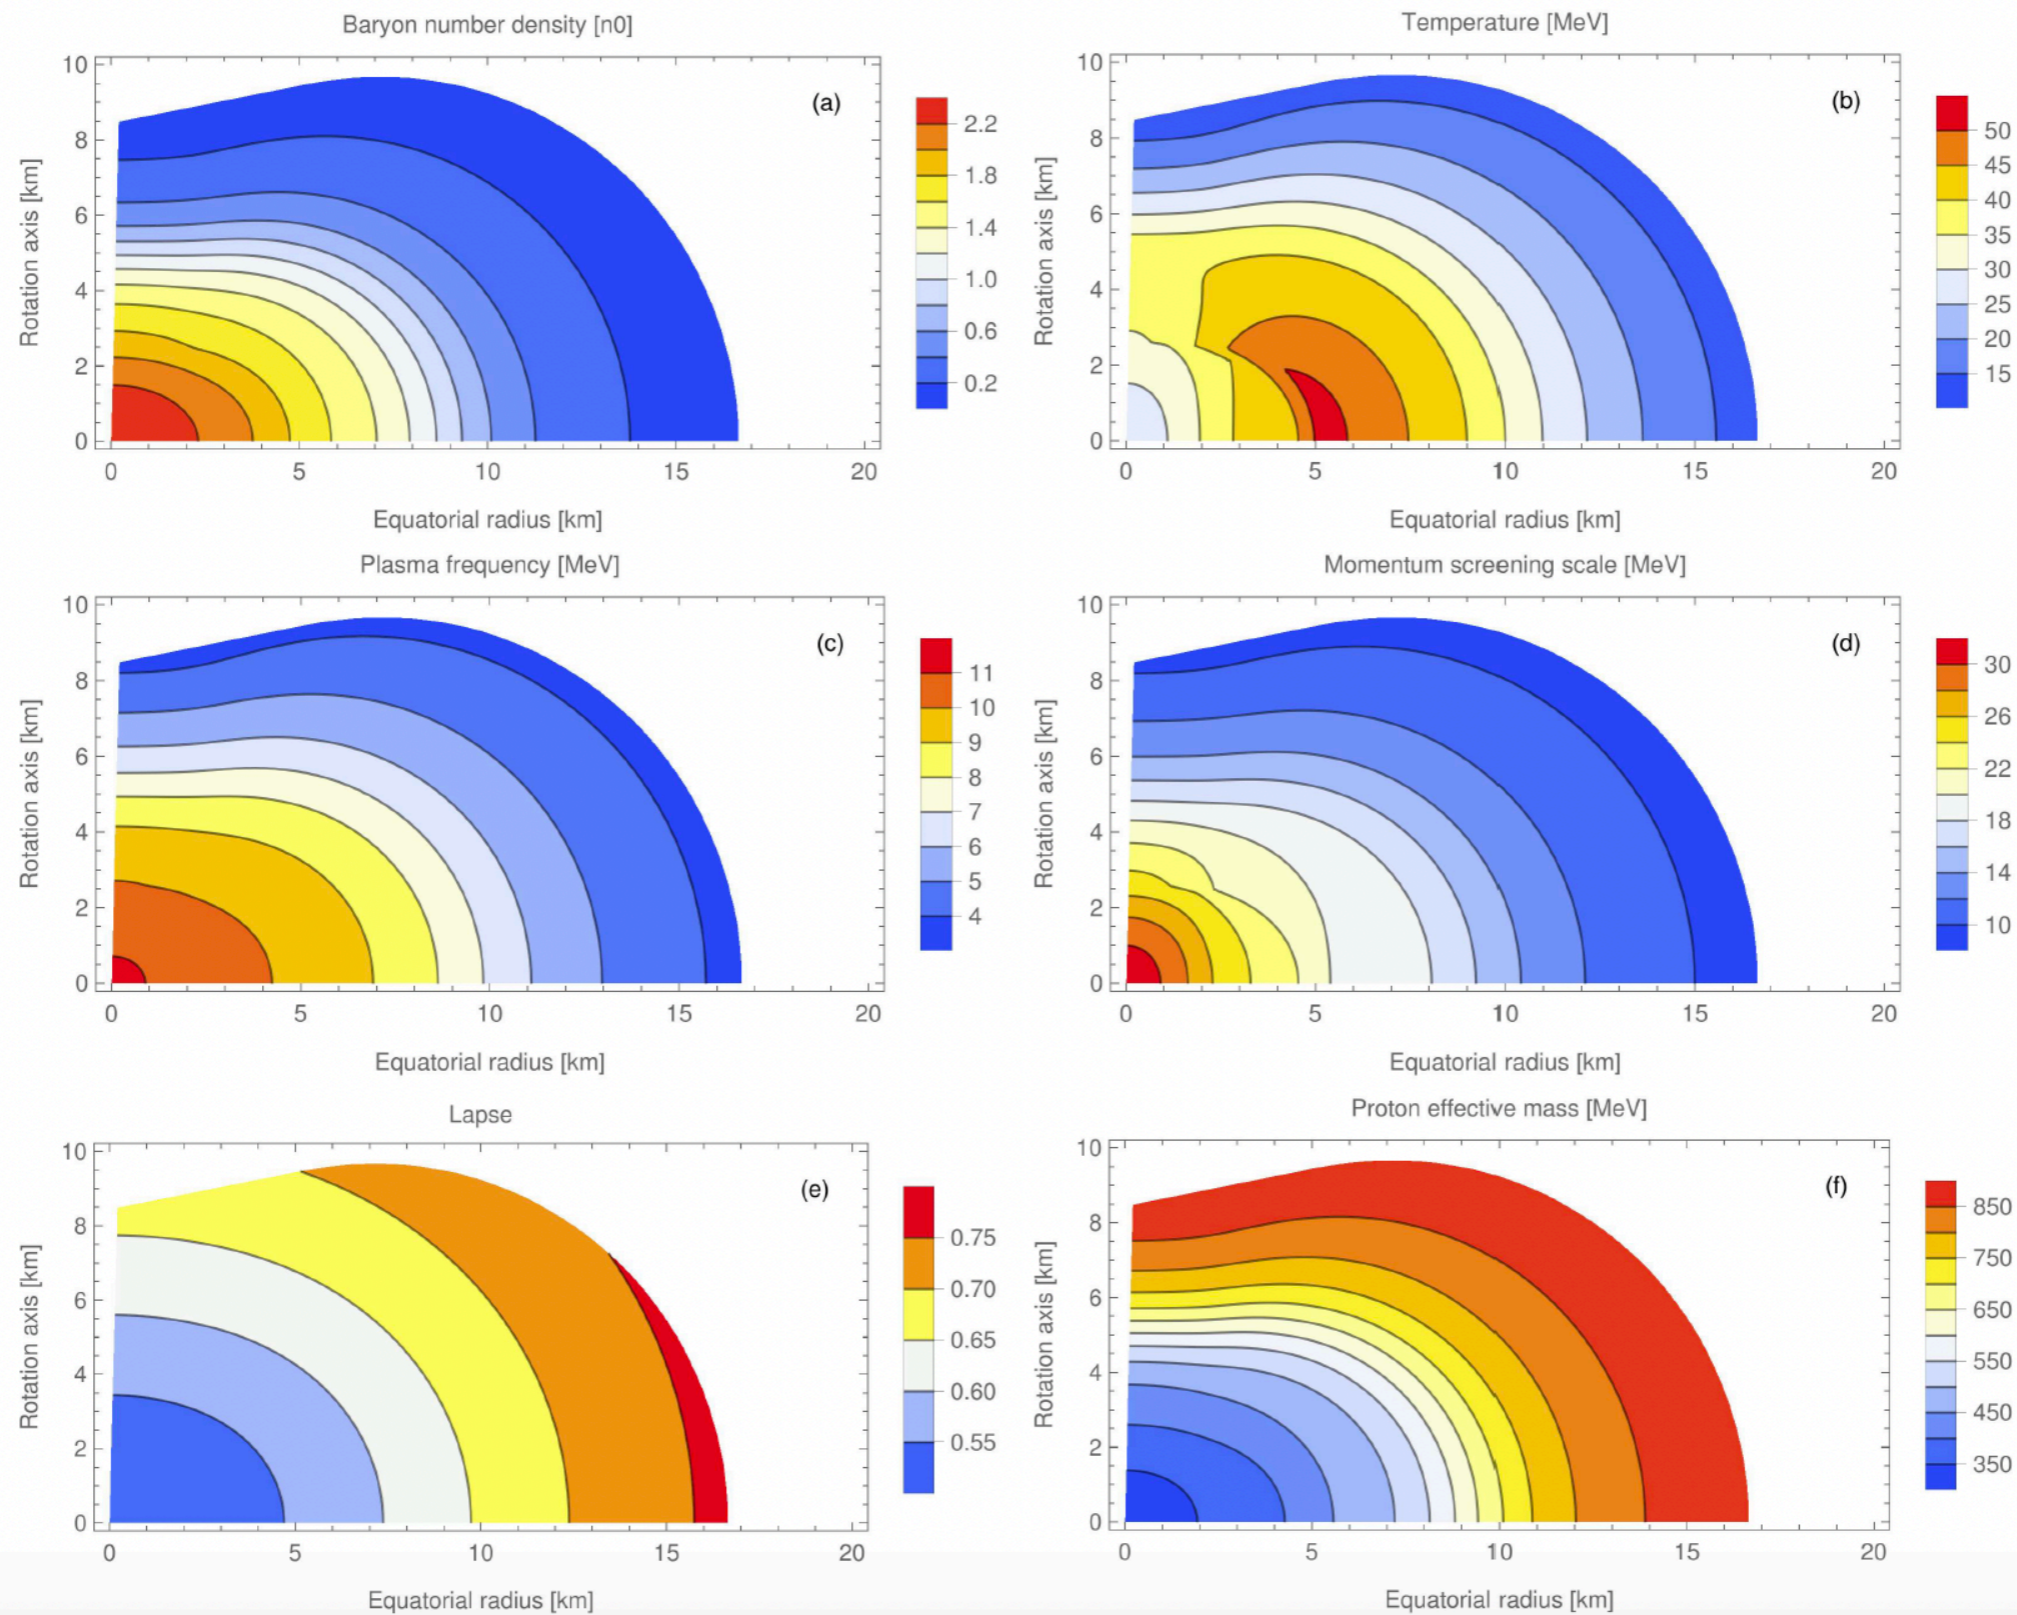 Baryon number density [n0]
(a)
Rotation axis [km]
10
8
6
4
2
0
0 5 10 15 20
Equatorial radius [km]
2.2
1.8
1.4
1.0
0.6
0.2
Temperature [MeV]
(b)
Rotation axis [km]
10
8
6
4
2
0
0 5 10 15 20
Equatorial radius [km]
50
45
40
35
30
25
20
15
Plasma frequency [MeV]
(c)
Rotation axis [km]
10
8
6
4
2
0
0 5 10 15 20
Equatorial radius [km]
11
10
9
8
7
6
5
4
Momentum screening scale [MeV]
(d)
Rotation axis [km]
10
8
6
4
2
0
0 5 10 15 20
Equatorial radius [km]
30
26
22
18
14
10
Lapse
(e)
Rotation axis [km]
10
8
6
4
2
0
0 5 10 15 20
Equatorial radius [km]
0.75
0.70
0.65
0.60
0.55
Proton effective mass [MeV]
(f)
Rotation axis [km]
10
8
6
4
2
0
0 5 10 15 20
Equatorial radius [km]
850
750
650
550
450
350